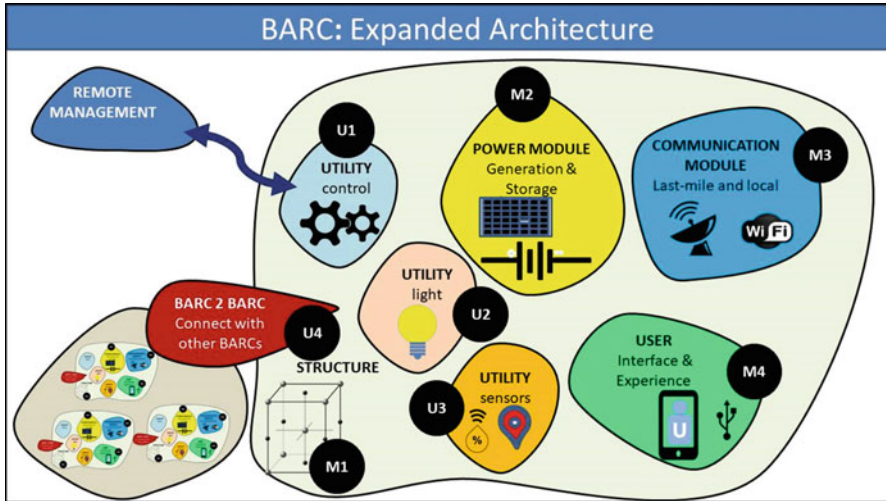 BARC: Expanded Architecture
REMOTE
MANAGEMENT
U1
UTILITY
control
M2
POWER MODULE
Generation &
Storage
COMMUNICATION
MODULE
Last-mile and local
M3
Wi Fi
UTILITY
light
U2
BARC 2 BARC
Connect with
other BARCs
U4
STRUCTURE
M1
UTILITY
sensors
U3
%
USER
Interface &
Experience
M4
U